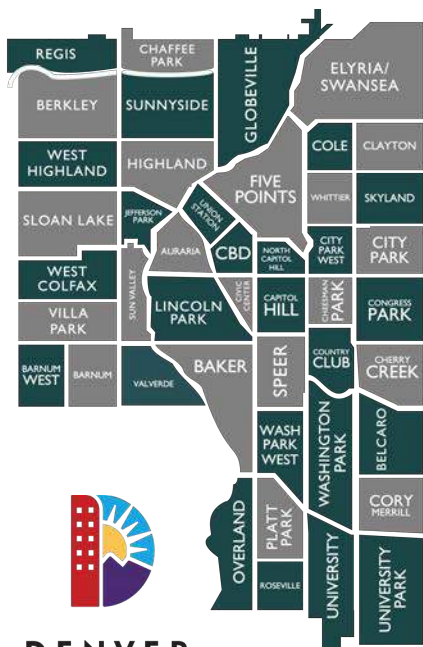 REGIS
CHAFFEE
PARK
GLOBEVILLE
ELYRIA/
SWANSEA
BERKLEY
SUNNYSIDE
WEST
HIGHLAND
HIGHLAND
FIVE
POINTS
COLE
CLAYTON
WHITTIER
SKYLAND
SLOAN LAKE
JEFFERSON
PARK
UNION
STATION
AURARIA
CBD
NORTH
CAPITOL
HILL
CITY
PARK
WEST
CITY
PARK
WEST
COLFAX
SUN VALLEY
LINCOLN
PARK
CIVIC
CENTER
CAPITOL
HILL
CHEESMAN
PARK
CONGRESS
PARK
VILLA
PARK
BARNUM
WEST
BARNUM
VALVERDE
BAKER
SPEER
COUNTRY
CLUB
CHERRY
CREEK
WASH
PARK
WEST
WASHINGTON
PARK
BELCARO
OVERLAND
PLATT
PARK
CORY
MERRILL
ROSEVILLE
UNIVERSITY
UNIVERSITY
PARK
DENVER